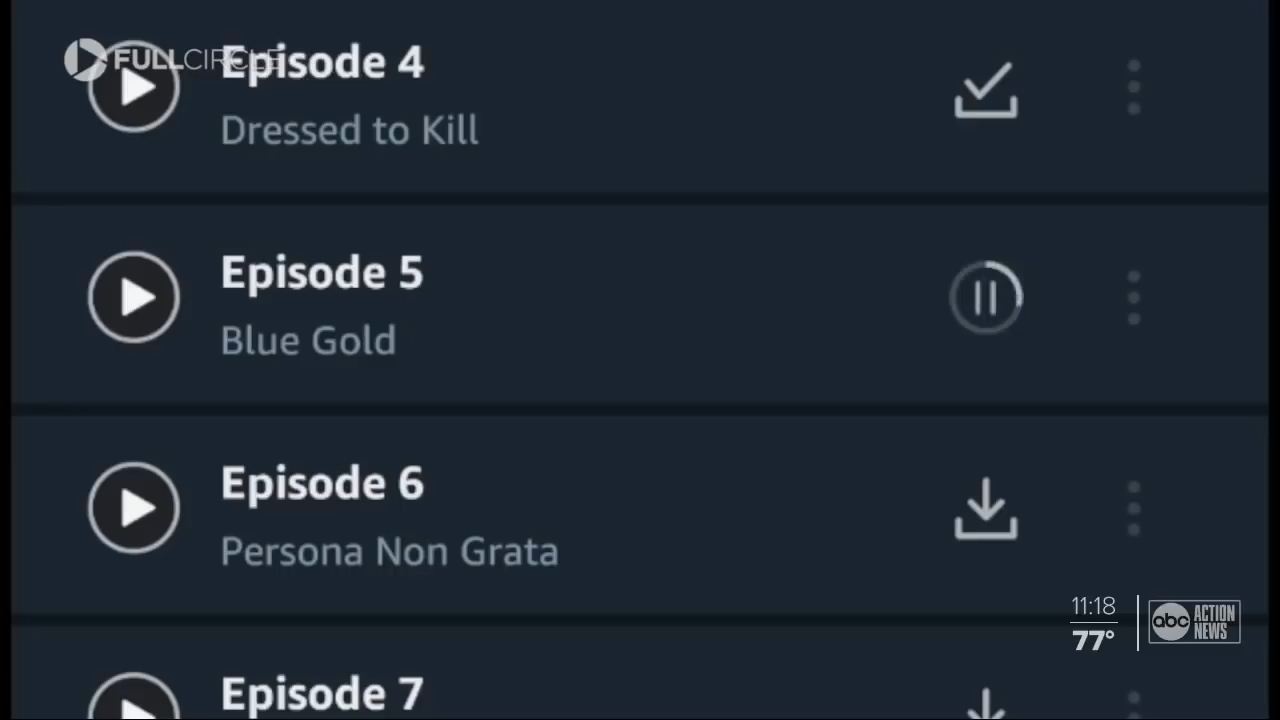 FULLCIRCLE
Episode 4
Dressed to Kill
Episode 5
Blue Gold
Episode 6
Persona Non Grata
11:18
77°
abc ACTION NEWS
Episode 7